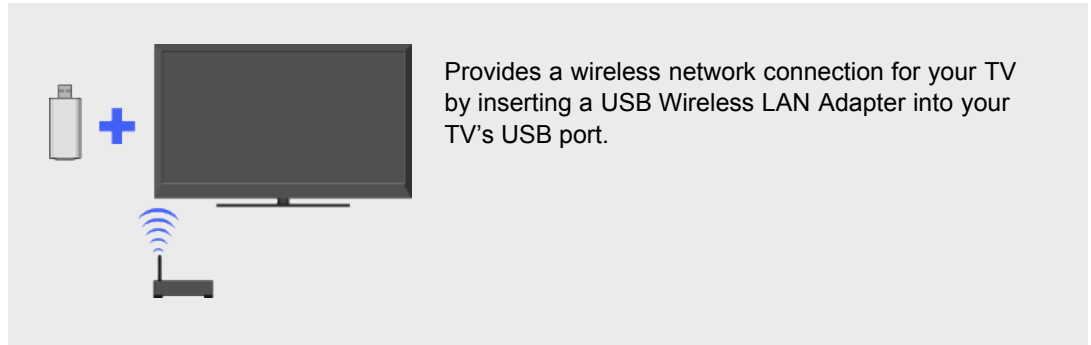 Provides a wireless network connection for your TV
by inserting a USB Wireless LAN Adapter into your
TV’s USB port.